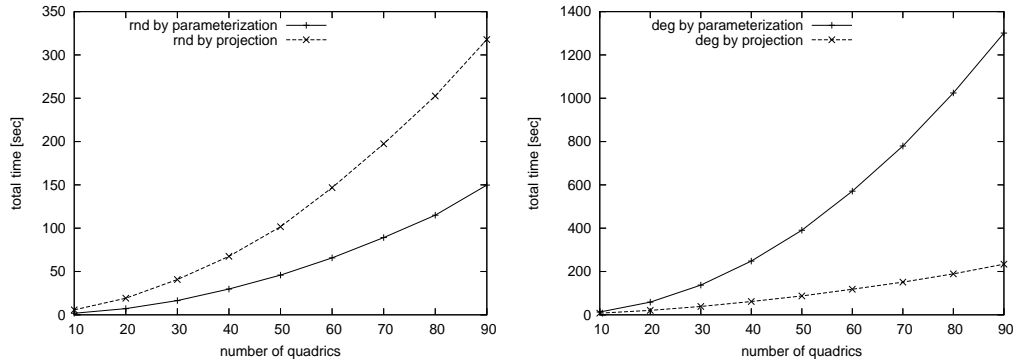 350
300
250
200
150
100
50
0
10 20 30 40 50 60 70 80 90
total time [sec]
number of quadrics
rnd by parameterization
rnd by projection
1400
1200
1000
800
600
400
200
0
10 20 30 40 50 60 70 80 90
total time [sec]
number of quadrics
deg by parameterization
deg by projection